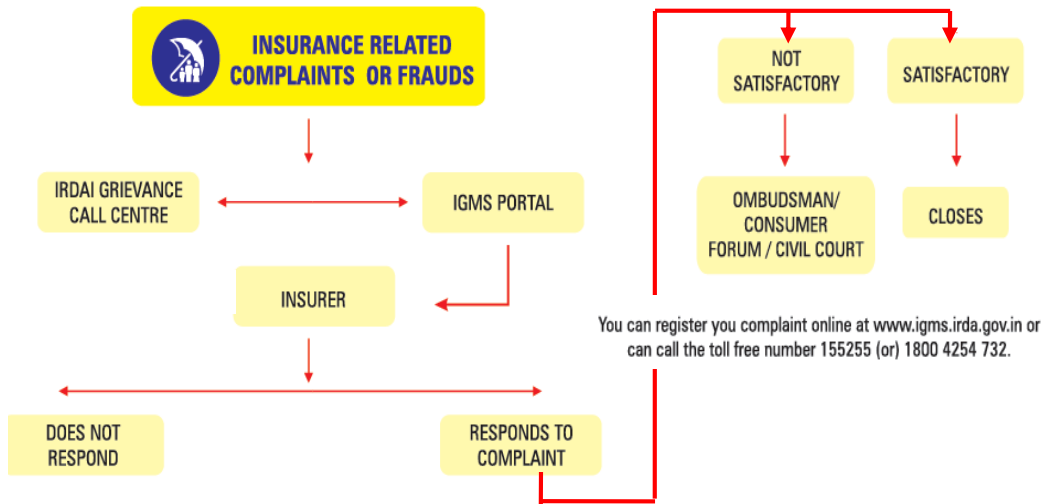 INSURANCE RELATED
COMPLAINTS OR FRAUDS
IRDAI GRIEVANCE
CALL CENTRE
IGMS PORTAL
INSURER
DOES NOT
RESPOND
RESPONDS TO
COMPLAINT
NOT
SATISFACTORY
SATISFACTORY
OMBUDSMAN/
CONSUMER
FORUM / CIVIL COURT
CLOSES
You can register you complaint online at www.igms.irda.gov.in or
can call the toll free number 155255 (or) 1800 4254 732.